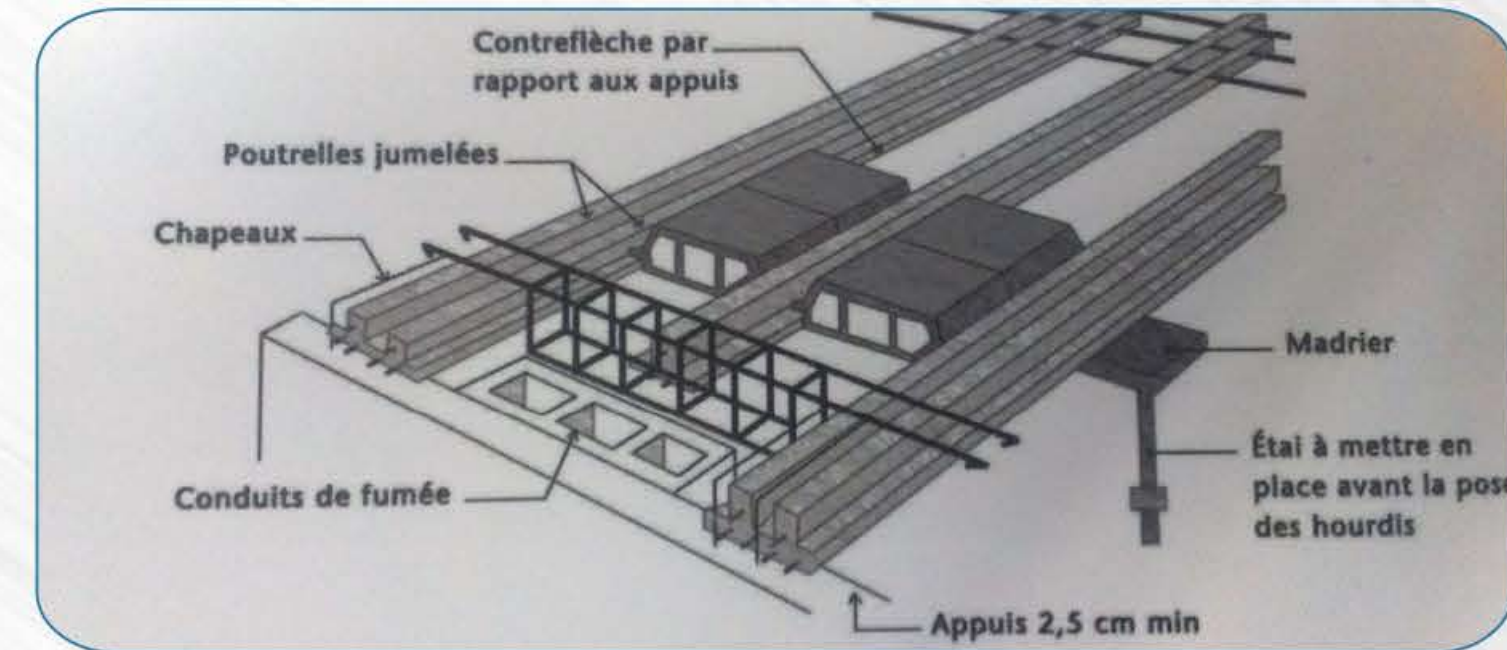 Contreflèche par
rapport aux appuis
Poutrelles jumelées
Chapeaux
Madrier
Étai à mettre en
place avant la pose
des hourdis
Conduits de fumée
Appuis 2,5 cm min